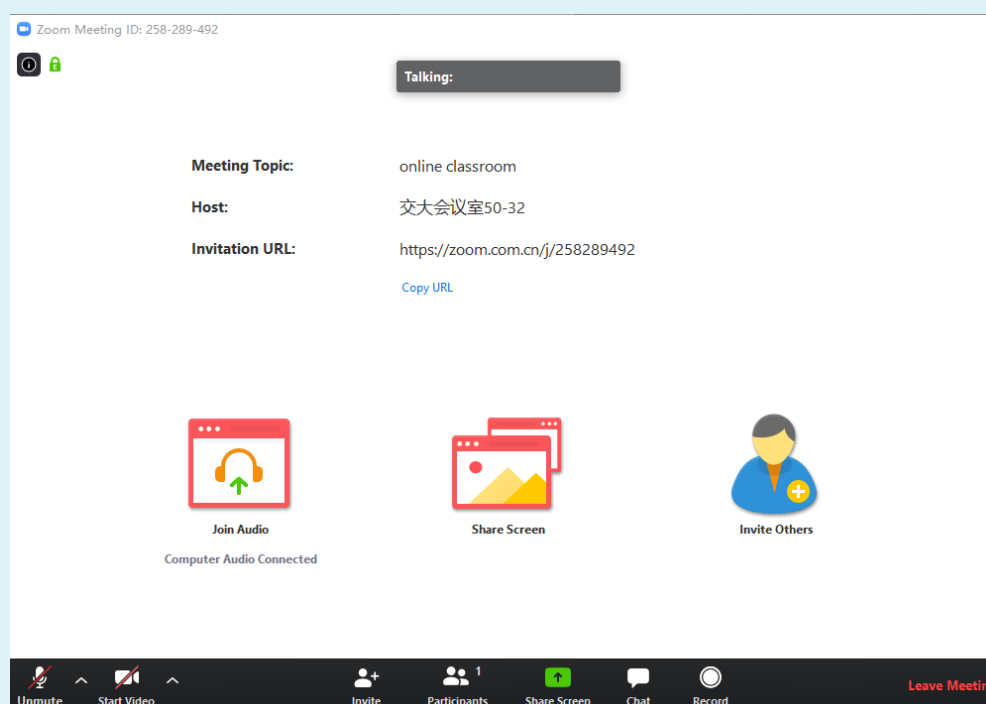 Zoom Meeting ID: 258-289-492
Talking:
Meeting Topic: online classroom
Host: 交大会议室50-32
Invitation URL: https://zoom.com.cn/j/258289492
Copy URL
Join Audio Share Screen Invite Others
Computer Audio Connected
1
Unmute Start Video Invite Participants Share Screen Chat Record Leave Meetin